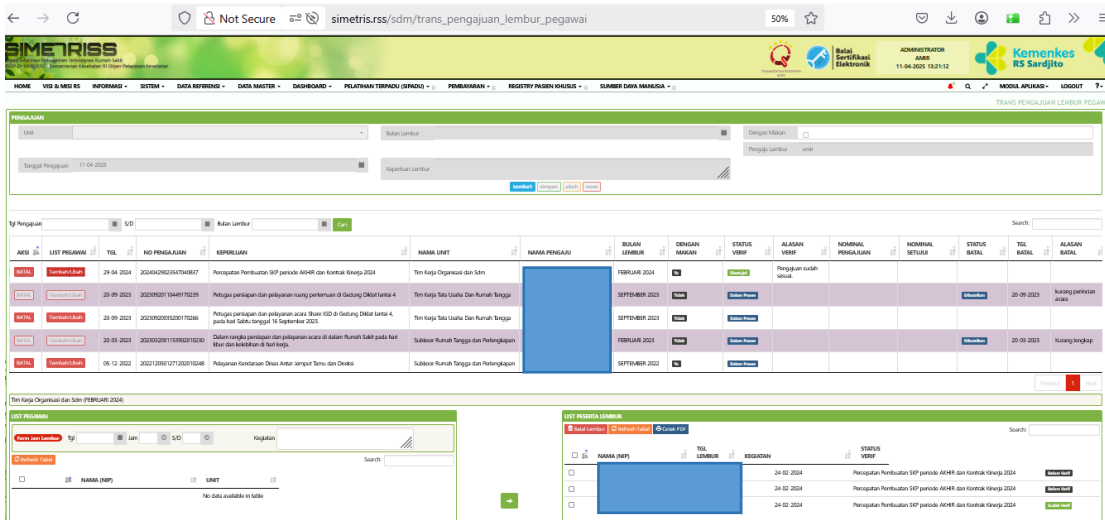 Not Secure simetris.rss/sdm/trans_pengajuan_lembur_pegawai 50%
SIMETRISS
Balai Sertifikasi Elektronik
ADMINISTRATOR
AMIR
11-04-2025 13:21:12
Kemenkes
RS Sardjito
HOME VISI & MISI RS INFORMASI SISTEM DATA REFERENSI DATA MASTER DASHBOARD PELATIHAN TERPADU (SIPADU) PEMBAYARAN REGISTRY PASIEN KHUSUS SUMBER DAYA MANUSIA MODUL APLIKASI LOGOUT ?
TRANS PENGAJUAN LEMBUR PEGAW
PENGAJUAN
Unit Bulan Lembur Dengan Makan
Pengaju Lembur amir
Tanggal Pengajuan 11-04-2025 Keperluan Lembur
tambah simpan ubah reset
Tgl Pengajuan S/D Bulan Lembur Cari Search:
AKSI LIST PEGAWAI TGL NO PENGAJUAN KEPERLUAN NAMA UNIT NAMA PENGAJU BULAN LEMBUR DENGAN MAKAN STATUS VERIF ALASAN VERIF NOMINAL PENGAJUAN NOMINAL SETUJUI STATUS BATAL TGL BATAL ALASAN BATAL
BATAL Tambah/Ubah 29-04-2024 20240429023547040837 Percepatan Pembuatan SKP periode AKHIR dan Kontrak Kinerja 2024 Tim Kerja Organisasi dan Sdm FEBRUARI 2024 Ya Disetujui Pengajuan sudah sesuai.
BATAL Tambah/Ubah 20-09-2023 20230920110449170239 Petugas persiapan dan pelayanan ruang pertemuan di Gedung Diklat lantai 4 Tim Kerja Tata Usaha Dan Rumah Tangga SEPTEMBER 2023 Tidak Dalam Proses Dibatalkan 20-09-2023 kurang perincian acara
BATAL Tambah/Ubah 20-09-2023 20230920035200170266 Petugas persiapan dan pelayanan acara Share IGD di Gedung Diklat lantai 4, pada hari Sabtu tanggal 16 September 2023. Tim Kerja Tata Usaha Dan Rumah Tangga SEPTEMBER 2023 Tidak Dalam Proses
BATAL Tambah/Ubah 20-03-2023 2023032001153902010230 Dalam rangka persiapan dan pelayanan acara di dalam Rumah Sakit pada hari libur dan kelebihan di hari kerja. Subkoor Rumah Tangga dan Perlengkapan FEBRUARI 2023 Tidak Dalam Proses Dibatalkan 20-03-2023 Kurang lengkap
BATAL Tambah/Ubah 05-12-2022 2022120501271202010248 Pelayanan Kendaraan Dinas Antar Jemput Tamu dan Direksi Subkoor Rumah Tangga dan Perlengkapan SEPTEMBER 2022 Ya Dalam Proses
Previous 1 Next
Tim Kerja Organisasi dan Sdm (FEBRUARI 2024)
LIST PEGAWAI
Form Jam Lembur Tgl Jam S/D Kegiatan
Refresh Tabel Search:
NAMA (NIP) UNIT
No data available in table
LIST PESERTA LEMBUR
Batal Lembur Refresh Tabel Cetak PDF Search:
NAMA (NIP) TGL LEMBUR KEGIATAN STATUS VERIF
24-02-2024 Percepatan Pembuatan SKP periode AKHIR dan Kontrak Kinerja 2024 Belum Verif
24-02-2024 Percepatan Pembuatan SKP periode AKHIR dan Kontrak Kinerja 2024 Belum Verif
24-02-2024 Percepatan Pembuatan SKP periode AKHIR dan Kontrak Kinerja 2024 Sudah Verif